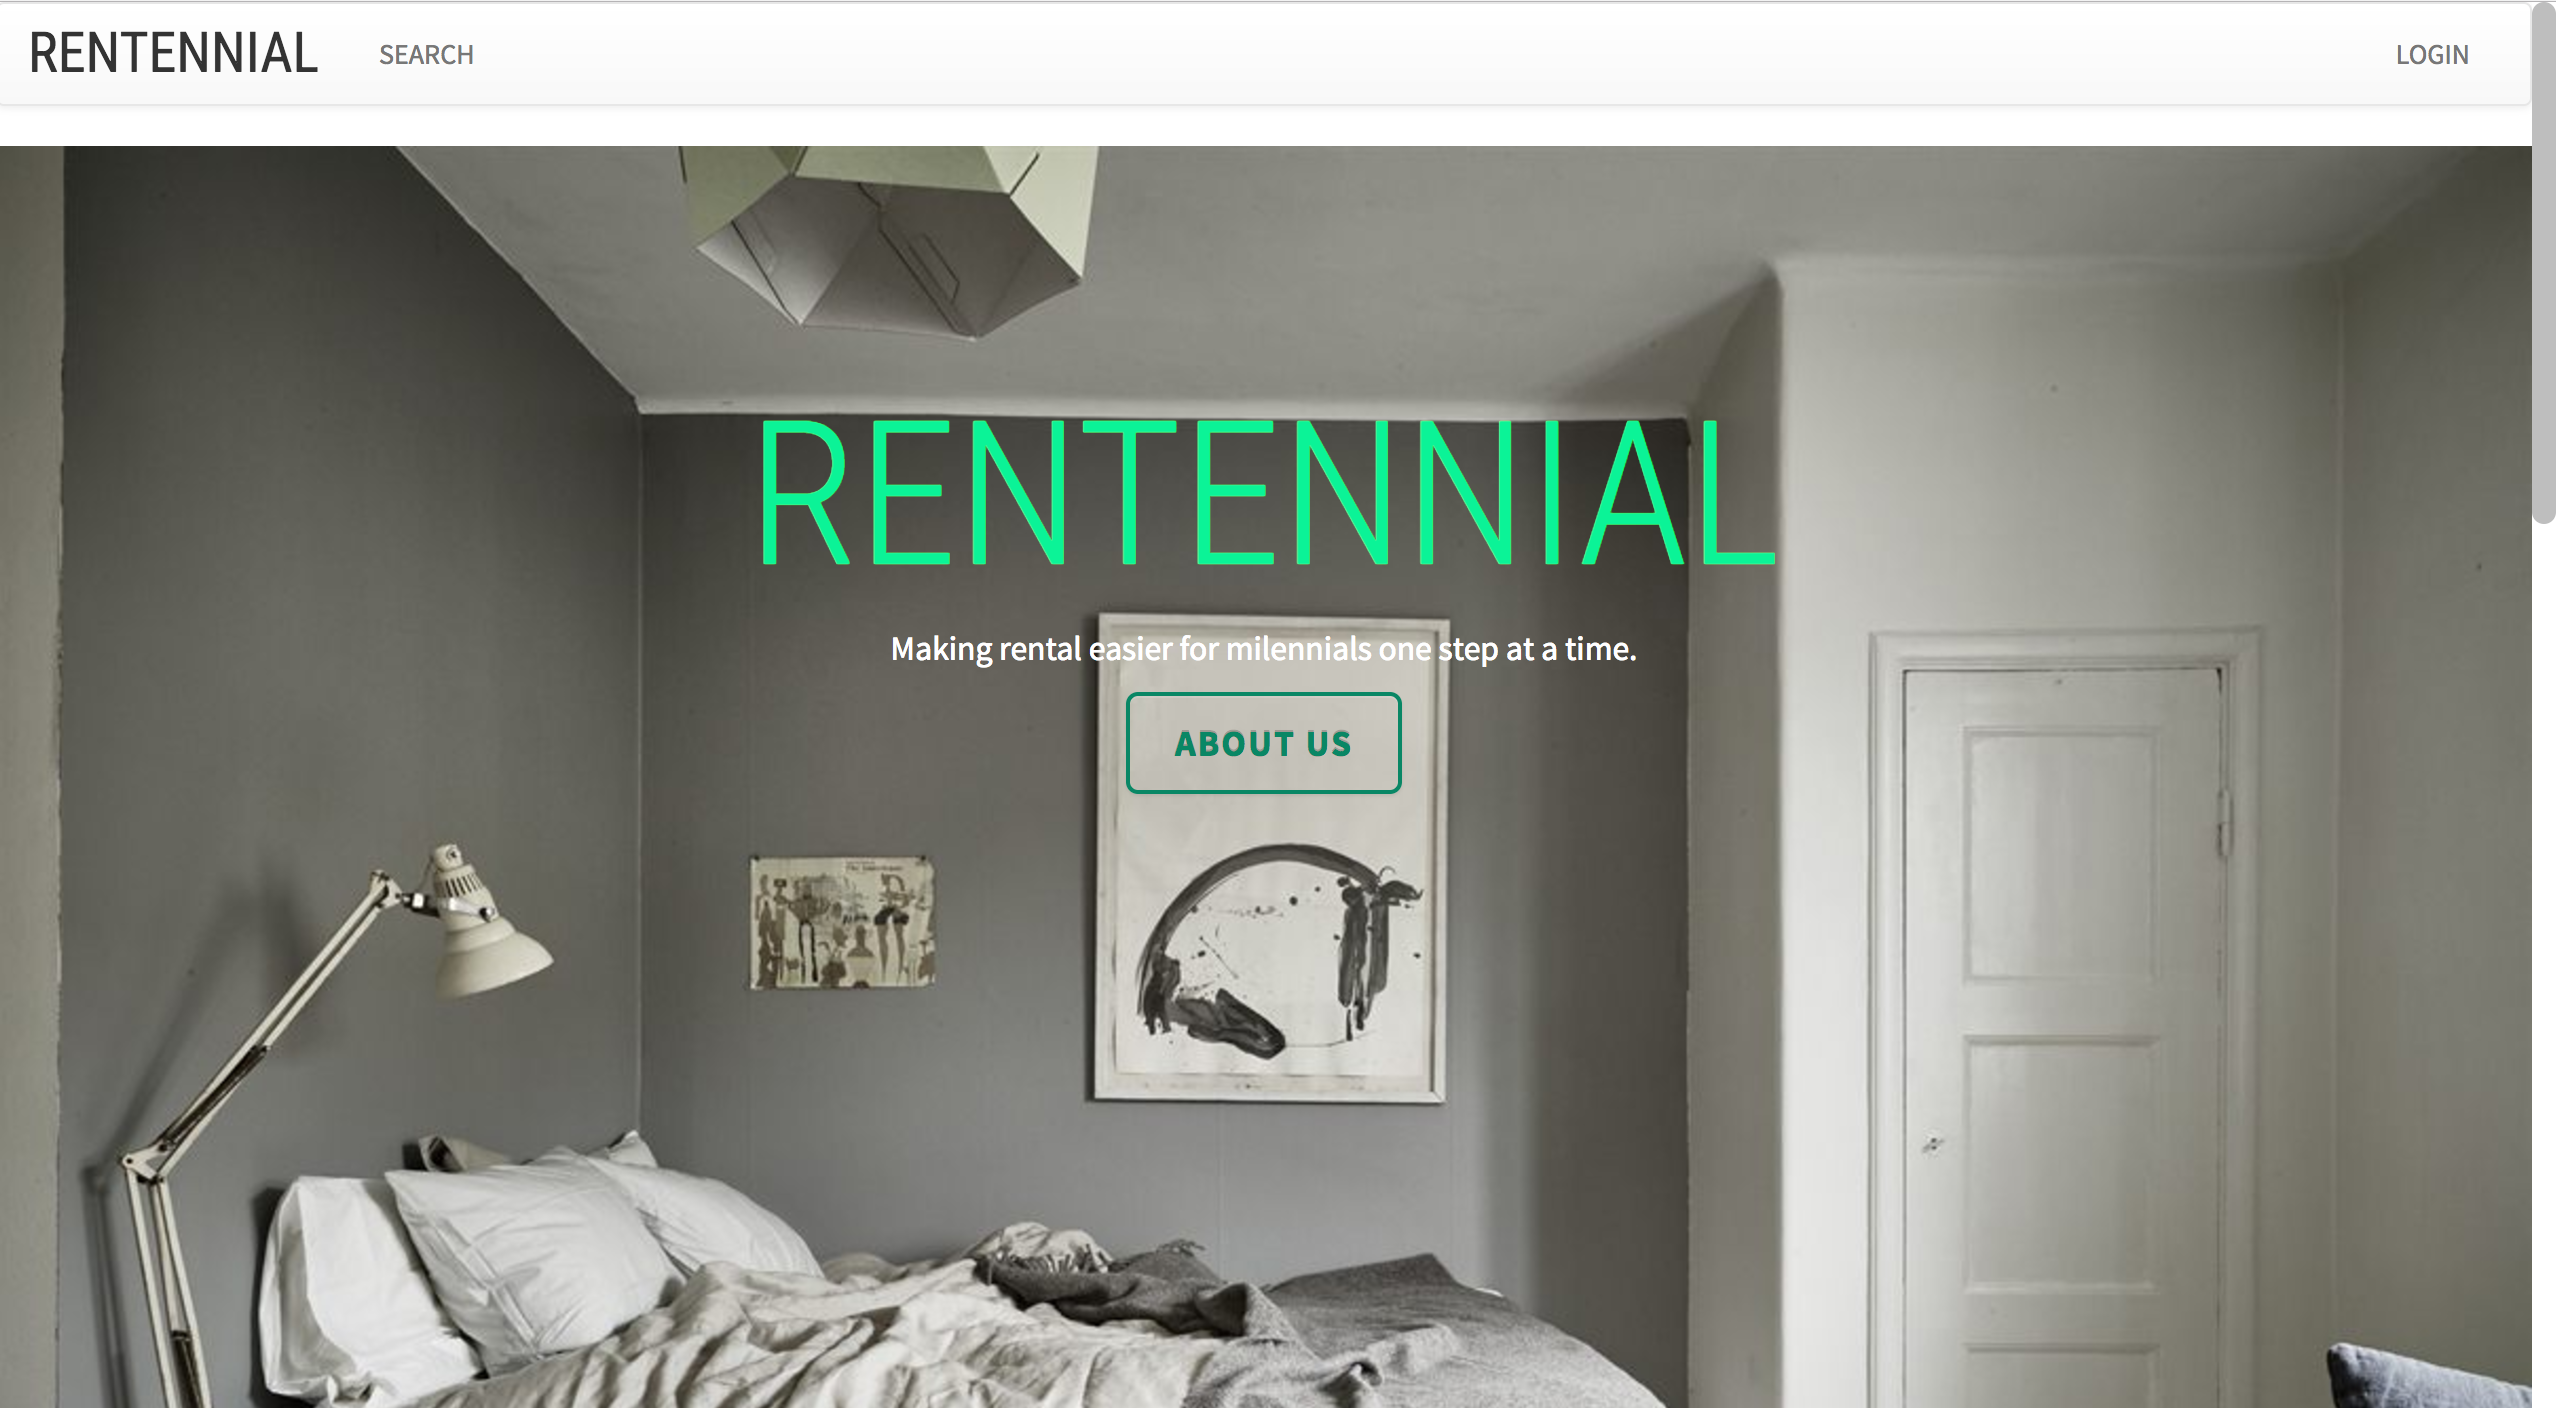 RENTENNIAL SEARCH LOGIN
RENTENNIAL
Making rental easier for milennials one step at a time.
ABOUT US